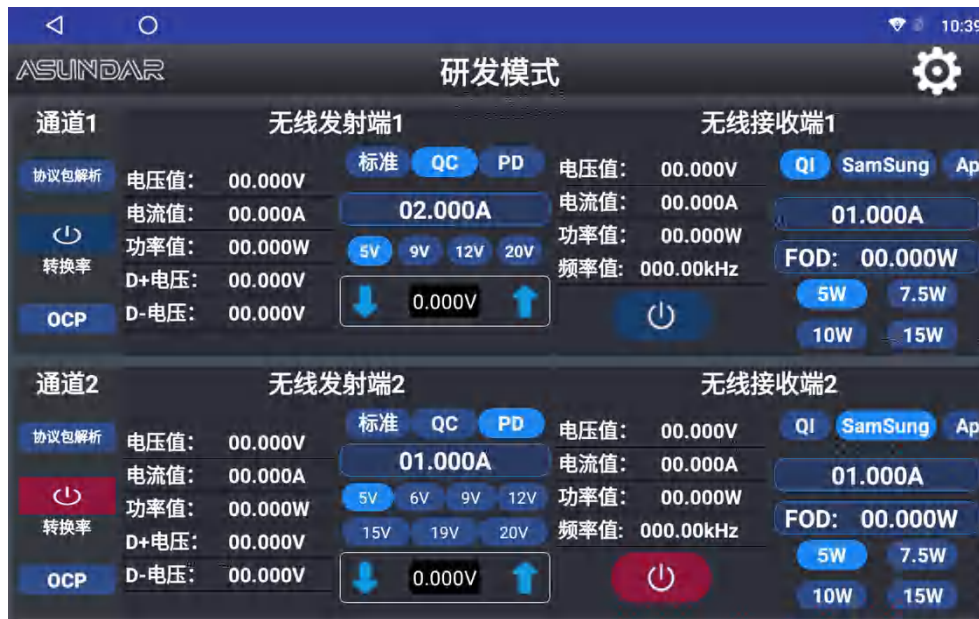 10:39
ASUNDAR
研发模式
通道1
无线发射端1
无线接收端1
协议包解析
转换率
OCP
电压值: 00.000V
电流值: 00.000A
功率值: 00.000W
D+电压: 00.000V
D-电压: 00.000V
标准 QC PD
02.000A
5V 9V 12V 20V
0.000V
电压值: 00.000V
电流值: 00.000A
功率值: 00.000W
频率值: 000.00kHz
QI SamSung Ap
01.000A
FOD: 00.000W
5W 7.5W
10W 15W
通道2
无线发射端2
无线接收端2
协议包解析
转换率
OCP
电压值: 00.000V
电流值: 00.000A
功率值: 00.000W
D+电压: 00.000V
D-电压: 00.000V
标准 QC PD
01.000A
5V 6V 9V 12V
15V 19V 20V
0.000V
电压值: 00.000V
电流值: 00.000A
功率值: 00.000W
频率值: 000.00kHz
QI SamSung Ap
01.000A
FOD: 00.000W
5W 7.5W
10W 15W